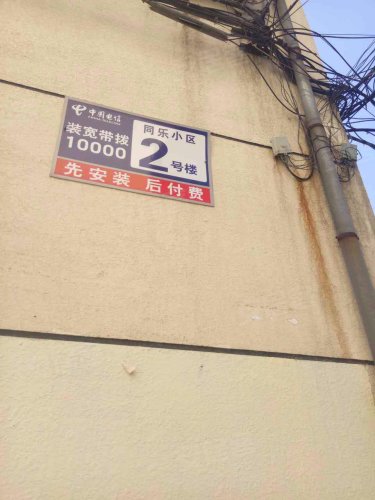 中国电信
装宽带拨
10000
同乐小区
2号楼
先安装 后付费